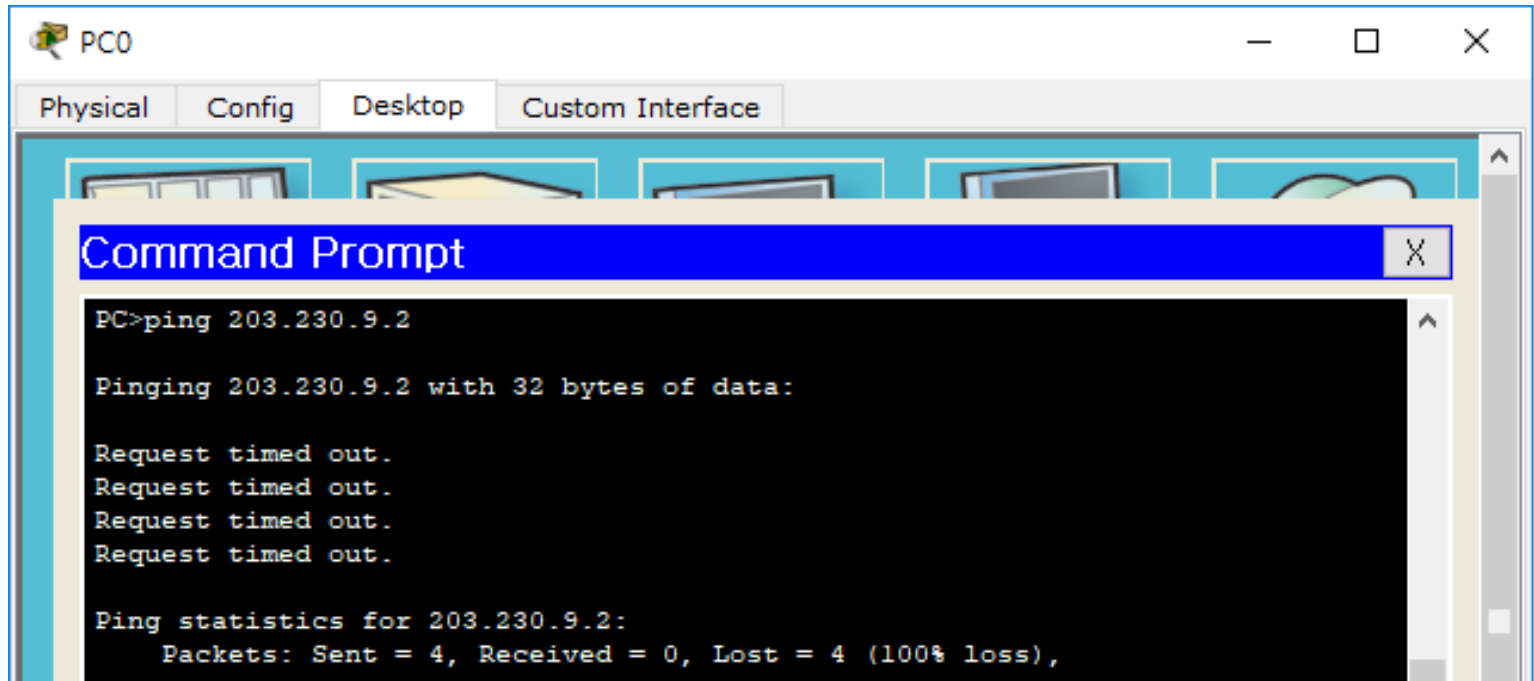 PC0
Physical Config Desktop Custom Interface
Command Prompt X
PC>ping 203.230.9.2
Pinging 203.230.9.2 with 32 bytes of data:
Request timed out.
Request timed out.
Request timed out.
Request timed out.
Ping statistics for 203.230.9.2:
Packets: Sent = 4, Received = 0, Lost = 4 (100% loss),